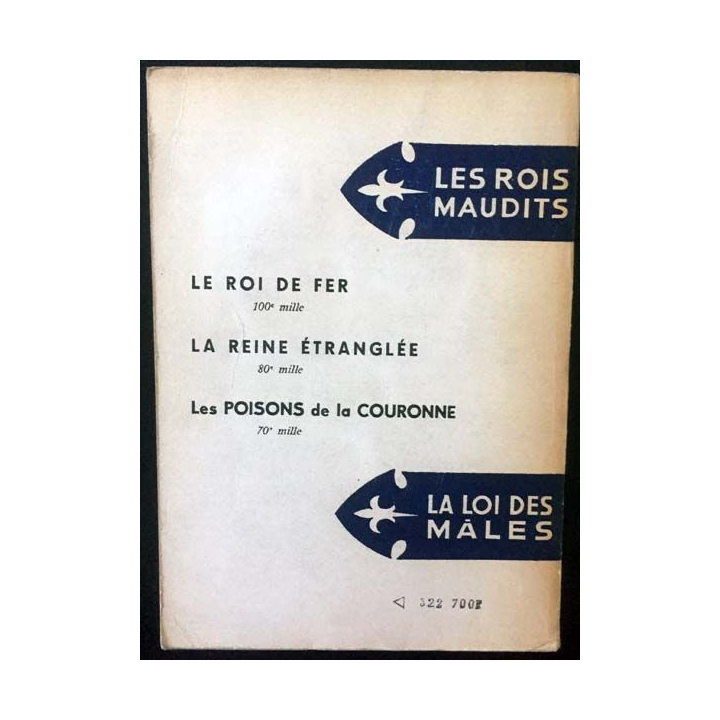 LES ROIS
MAUDITS
LE ROI DE FER
100e mille
LA REINE ÉTRANGLÉE
80e mille
Les POISONS de la COURONNE
70e mille
LA LOI DES
MÂLES
322 700F